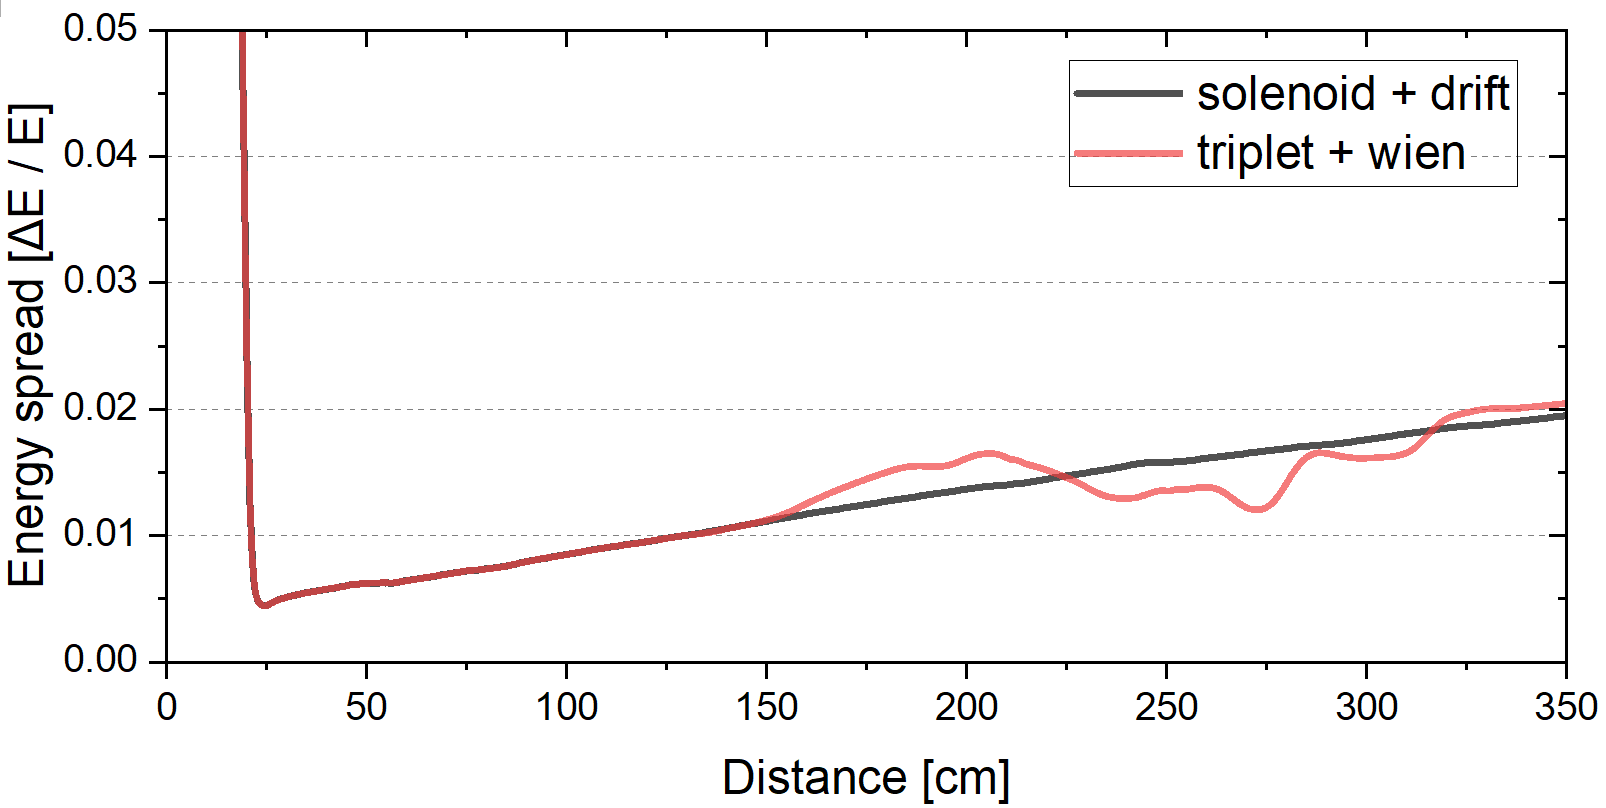 Energy spread [ΔE / E]
0.05
0.04
0.03
0.02
0.01
0.00
solenoid + drift
triplet + wien
0 50 100 150 200 250 300 350
Distance [cm]